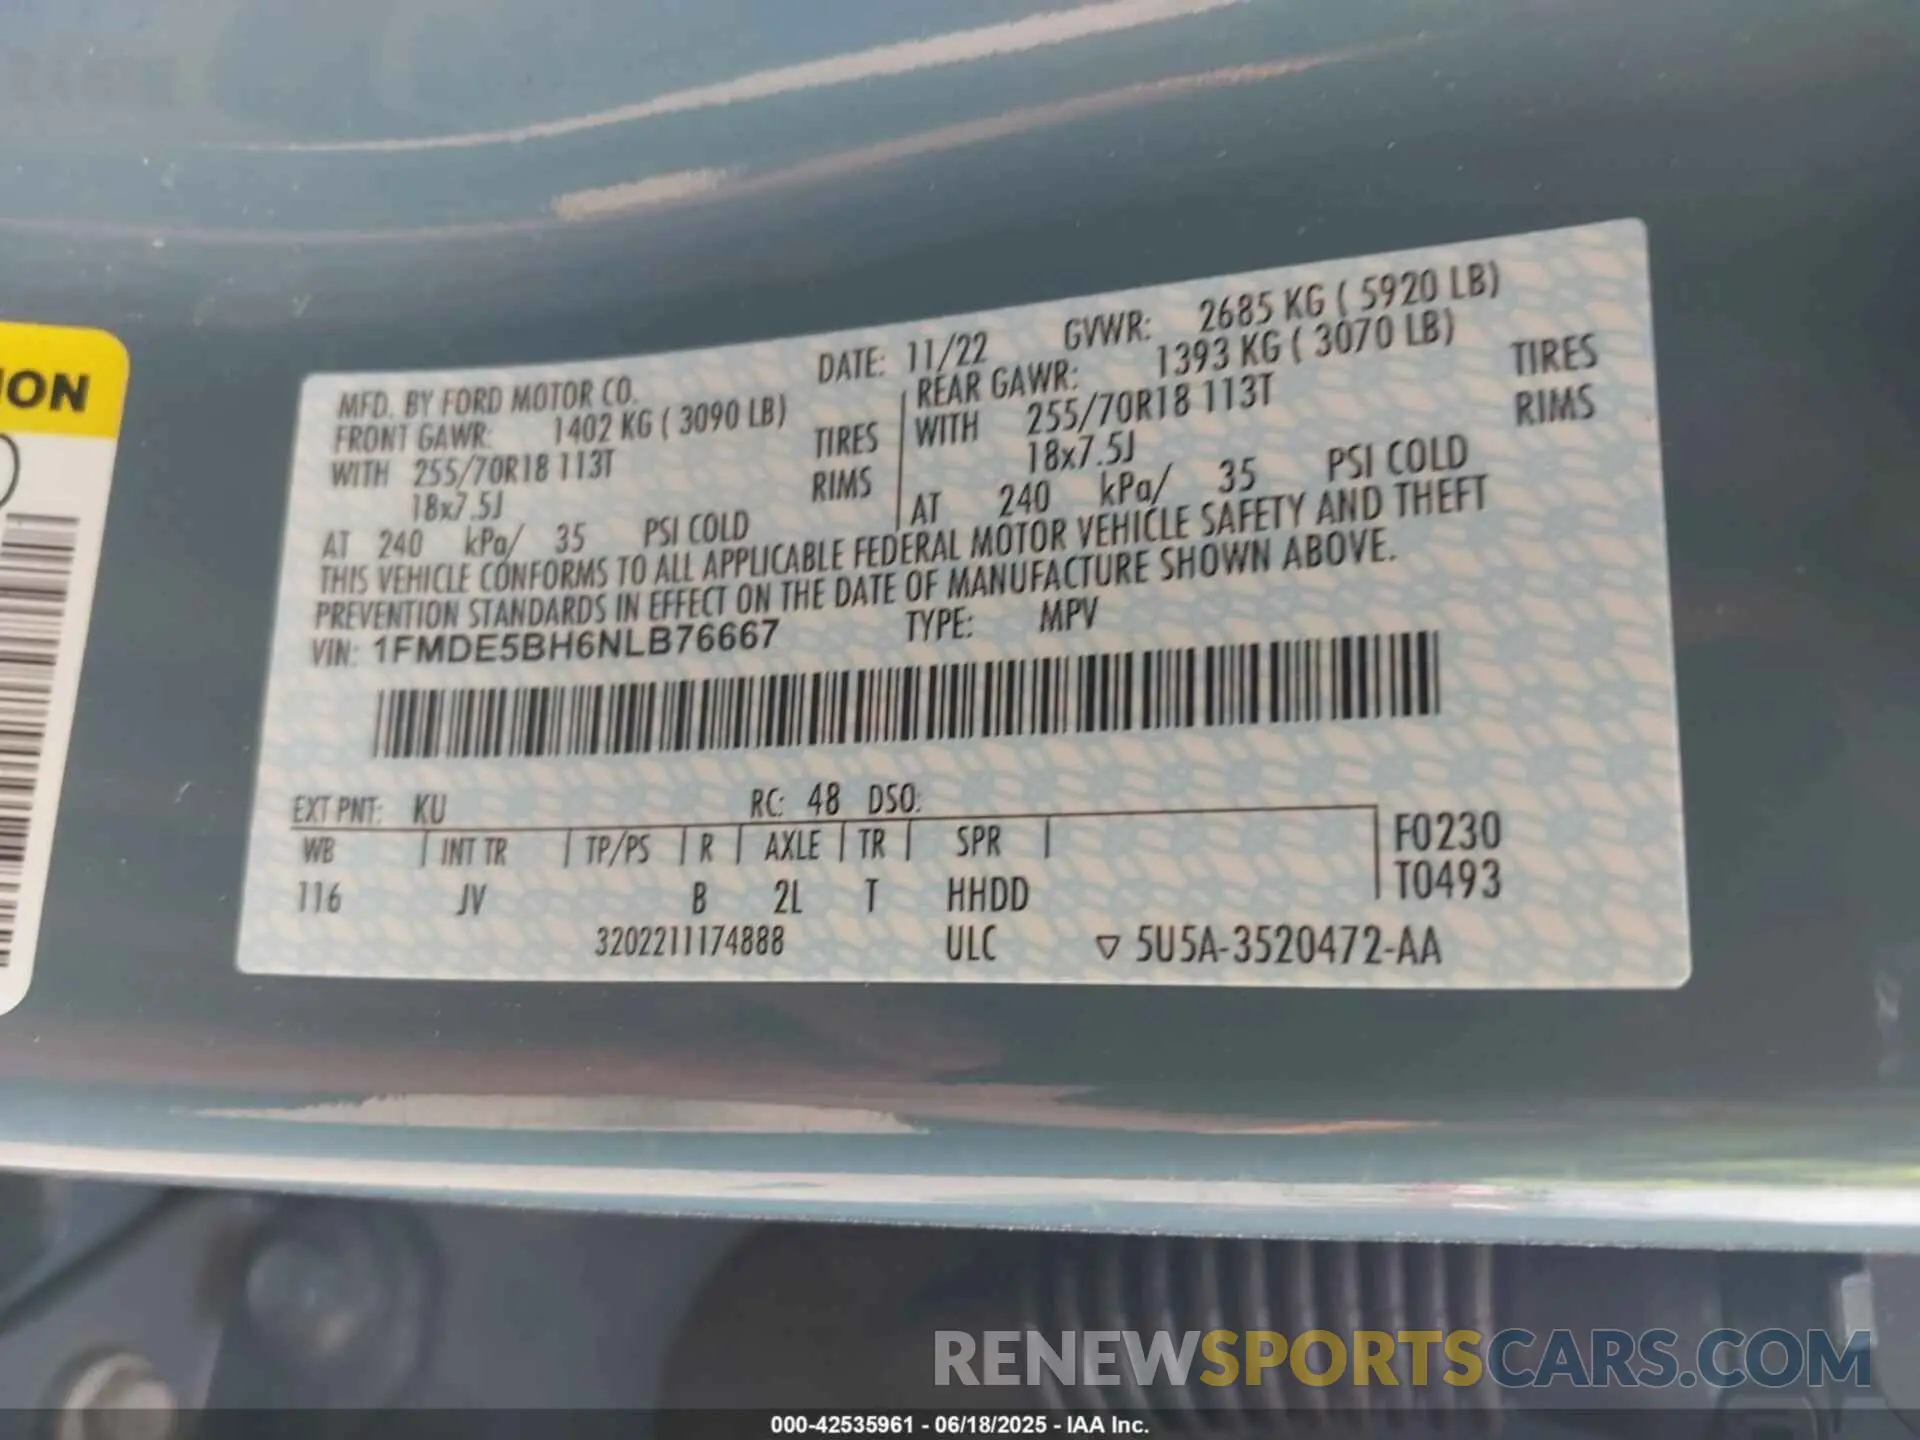 ION
MFD. BY FORD MOTOR CO.
DATE: 11/22 GVWR: 2685 KG ( 5920 LB)
FRONT GAWR: 1402 KG ( 3090 LB)
REAR GAWR: 1393 KG ( 3070 LB)
WITH 255/70R18 113T TIRES
WITH 255/70R18 113T TIRES
18x7.5J RIMS
18x7.5J RIMS
AT 240 kPa/ 35 PSI COLD
AT 240 kPa/ 35 PSI COLD
THIS VEHICLE CONFORMS TO ALL APPLICABLE FEDERAL MOTOR VEHICLE SAFETY AND THEFT
PREVENTION STANDARDS IN EFFECT ON THE DATE OF MANUFACTURE SHOWN ABOVE.
VIN: 1FMDE5BH6NLB76667 TYPE: MPV
EXT PNT: KU RC: 48 DSO:
WB INT TR TP/PS R AXLE TR SPR F0230
116 JV B 2L T HHDD T0493
3202211174888 ULC ▽ 5U5A-3520472-AA
RENEWSPORTSCARS.COM
000-42535961 - 06/18/2025 - IAA Inc.